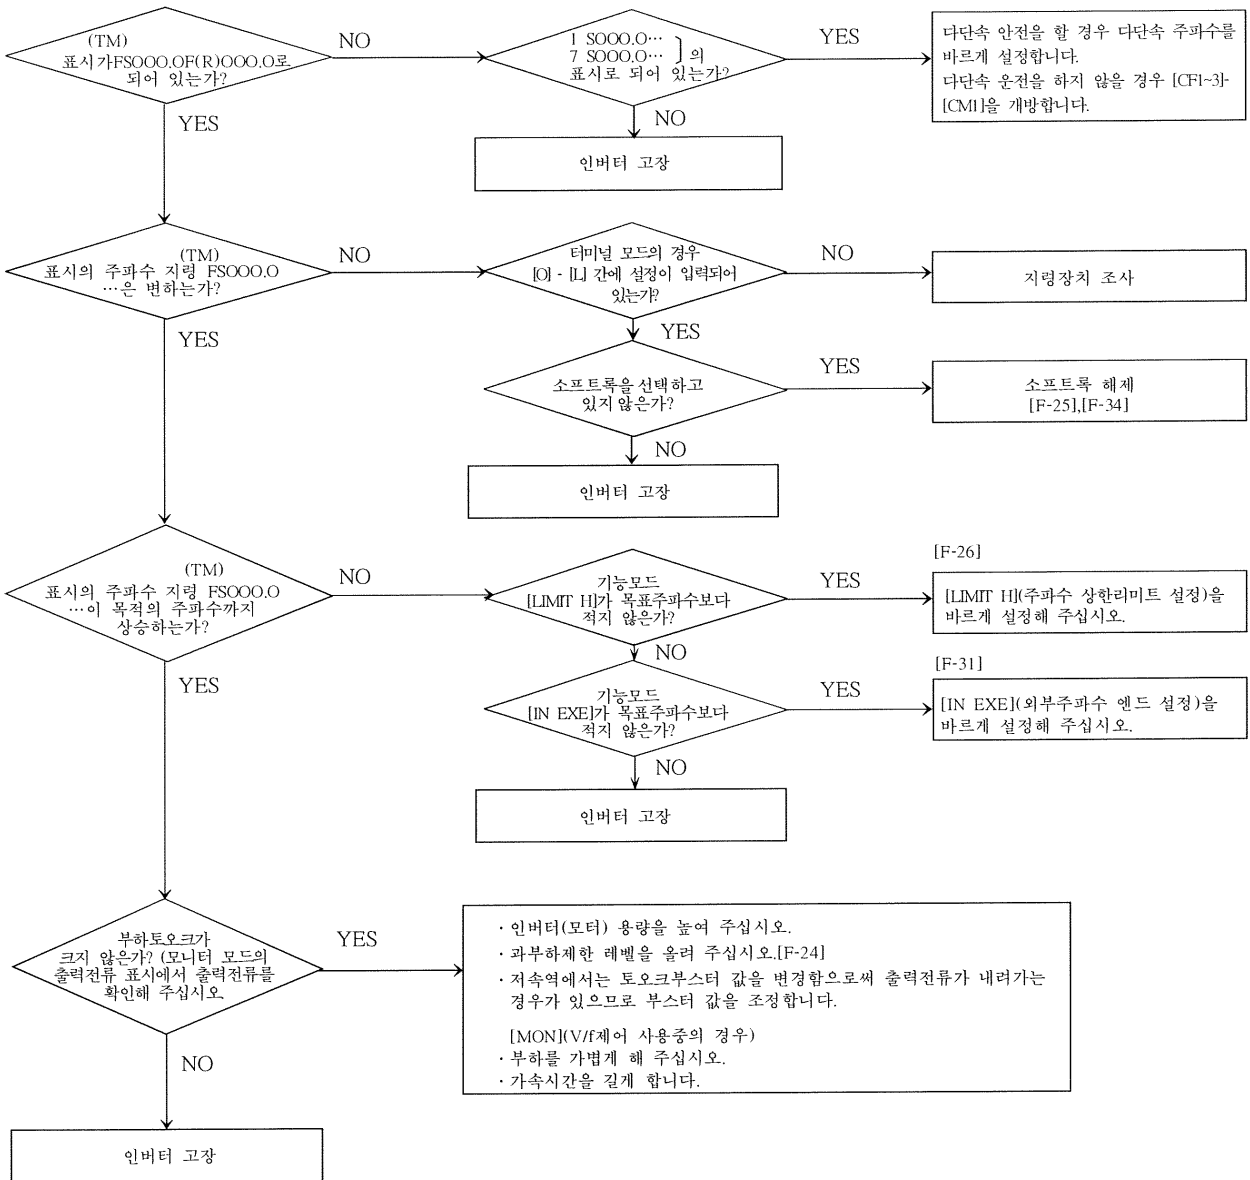 (TM)
표시가FSOOO.OF(R)OOO.O로
되어 있는가?
NO
1 SOOO.O…
7 SOOO.O… ] 의
표시로 되어 있는가?
YES
다단속 안전을 할 경우 다단속 주파수를
바르게 설정합니다.
다단속 운전을 하지 않을 경우 [CF1~3]-
[CM1]을 개방합니다.
YES
NO
인버터 고장
(TM)
표시의 주파수 지령 FSOOO.O
…은 변하는가?
NO
터미널 모드의 경우
[O] - [L] 간에 설정이 입력되어
있는가?
NO
지령장치 조사
YES
YES
소프트록을 선택하고
있지 않은가?
YES
소프트록 해제
[F-25],[F-34]
NO
인버터 고장
(TM)
표시의 주파수 지령 FSOOO.O
…이 목적의 주파수까지
상승하는가?
NO
기능모드
[LIMIT H]가 목표주파수보다
적지 않은가?
YES
[F-26]
[LIMIT H](주파수 상한리미트 설정)을
바르게 설정해 주십시오.
YES
NO
기능모드
[IN EXE]가 목표주파수보다
적지 않은가?
YES
[F-31]
[IN EXE](외부주파수 엔드 설정)을
바르게 설정해 주십시오.
NO
인버터 고장
부하토오크가
크지 않은가? (모니터 모드의
출력전류 표시에서 출력전류를
확인해 주십시오.
YES
· 인버터(모터) 용량을 높여 주십시오.
· 과부하제한 레벨을 올려 주십시오.[F-24]
· 저속역에서는 토오크부스터 값을 변경함으로써 출력전류가 내려가는
경우가 있으므로 부스터 값을 조정합니다.
[MON](V/f제어 사용중의 경우)
· 부하를 가볍게 해 주십시오.
· 가속시간을 길게 합니다.
NO
인버터 고장